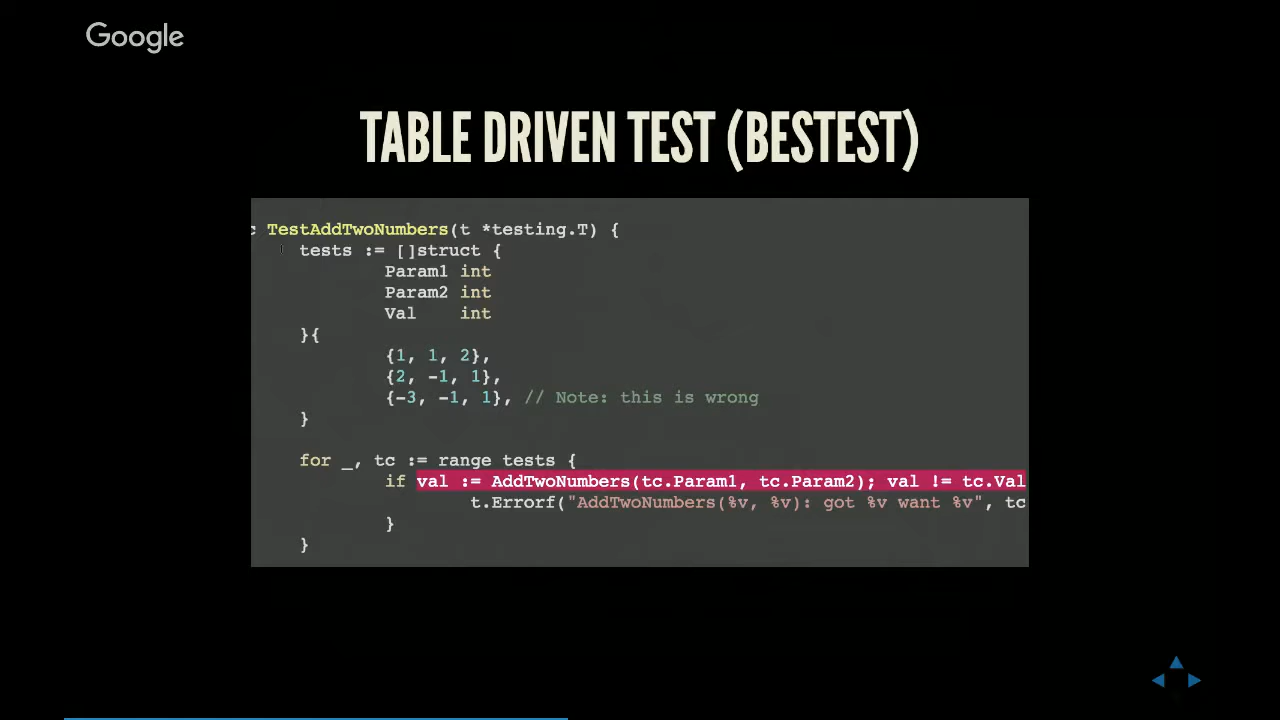 Google
TABLE DRIVEN TEST (BESTEST)
c TestAddTwoNumbers(t *testing.T) {
tests := []struct {
Param1 int
Param2 int
Val    int
}{
{1, 1, 2},
{2, -1, 1},
{-3, -1, 1}, // Note: this is wrong
}
for _, tc := range tests {
if val := AddTwoNumbers(tc.Param1, tc.Param2); val != tc.Val
t.Errorf("AddTwoNumbers(%v, %v): got %v want %v", tc
}
}